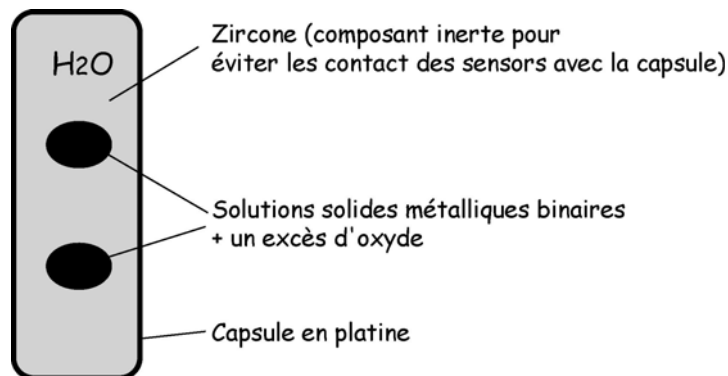 H2O
Zircone (composant inerte pour
éviter les contact des sensors avec la capsule)
Solutions solides métalliques binaires
+ un excès d'oxyde
Capsule en platine